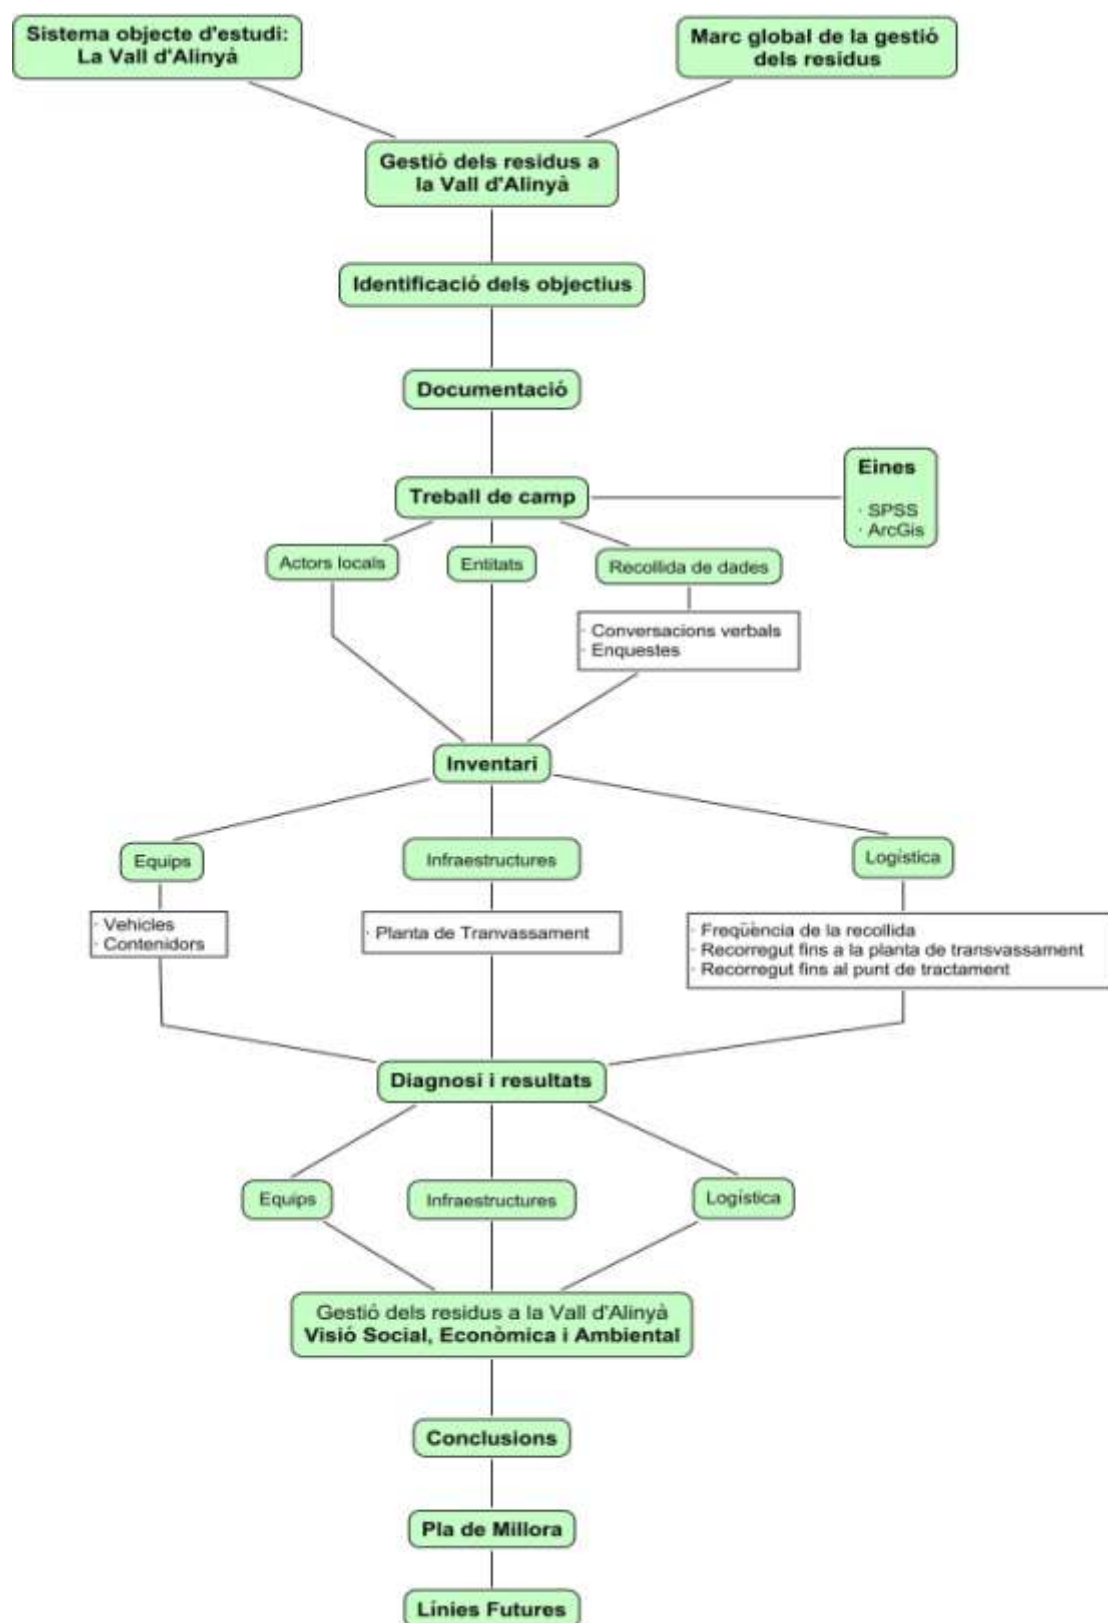 Sistema objecte d'estudi:
La Vall d'Alinyà
Marc global de la gestió
dels residus
Gestió dels residus a
la Vall d'Alinyà
Identificació dels objectius
Documentació
Treball de camp
Eines
· SPSS
· ArcGis
Actors locals
Entitats
Recollida de dades
· Conversacions verbals
· Enquestes
Inventari
Equips
Infraestructures
Logística
· Vehicles
· Contenidors
· Planta de Tranvassament
· Freqüència de la recollida
· Recorregut fins a la planta de transvassament
· Recorregut fins al punt de tractament
Diagnosi i resultats
Equips
Infraestructures
Logística
Gestió dels residus a la Vall d'Alinyà
Visió Social, Econòmica i Ambiental
Conclusions
Pla de Millora
Línies Futures